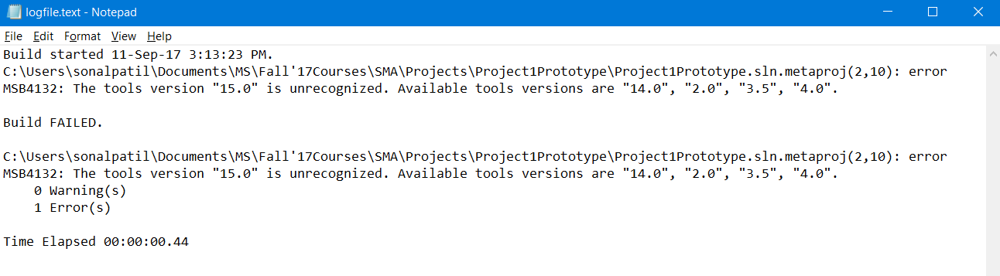 logfile.text - Notepad
File Edit Format View Help
Build started 11-Sep-17 3:13:23 PM.
C:\Users\sonalpatil\Documents\MS\Fall'17Courses\SMA\Projects\Project1Prototype\Project1Prototype.sln.metaproj(2,10): error
MSB4132: The tools version "15.0" is unrecognized. Available tools versions are "14.0", "2.0", "3.5", "4.0".
Build FAILED.
C:\Users\sonalpatil\Documents\MS\Fall'17Courses\SMA\Projects\Project1Prototype\Project1Prototype.sln.metaproj(2,10): error
MSB4132: The tools version "15.0" is unrecognized. Available tools versions are "14.0", "2.0", "3.5", "4.0".
0 Warning(s)
1 Error(s)
Time Elapsed 00:00:00.44